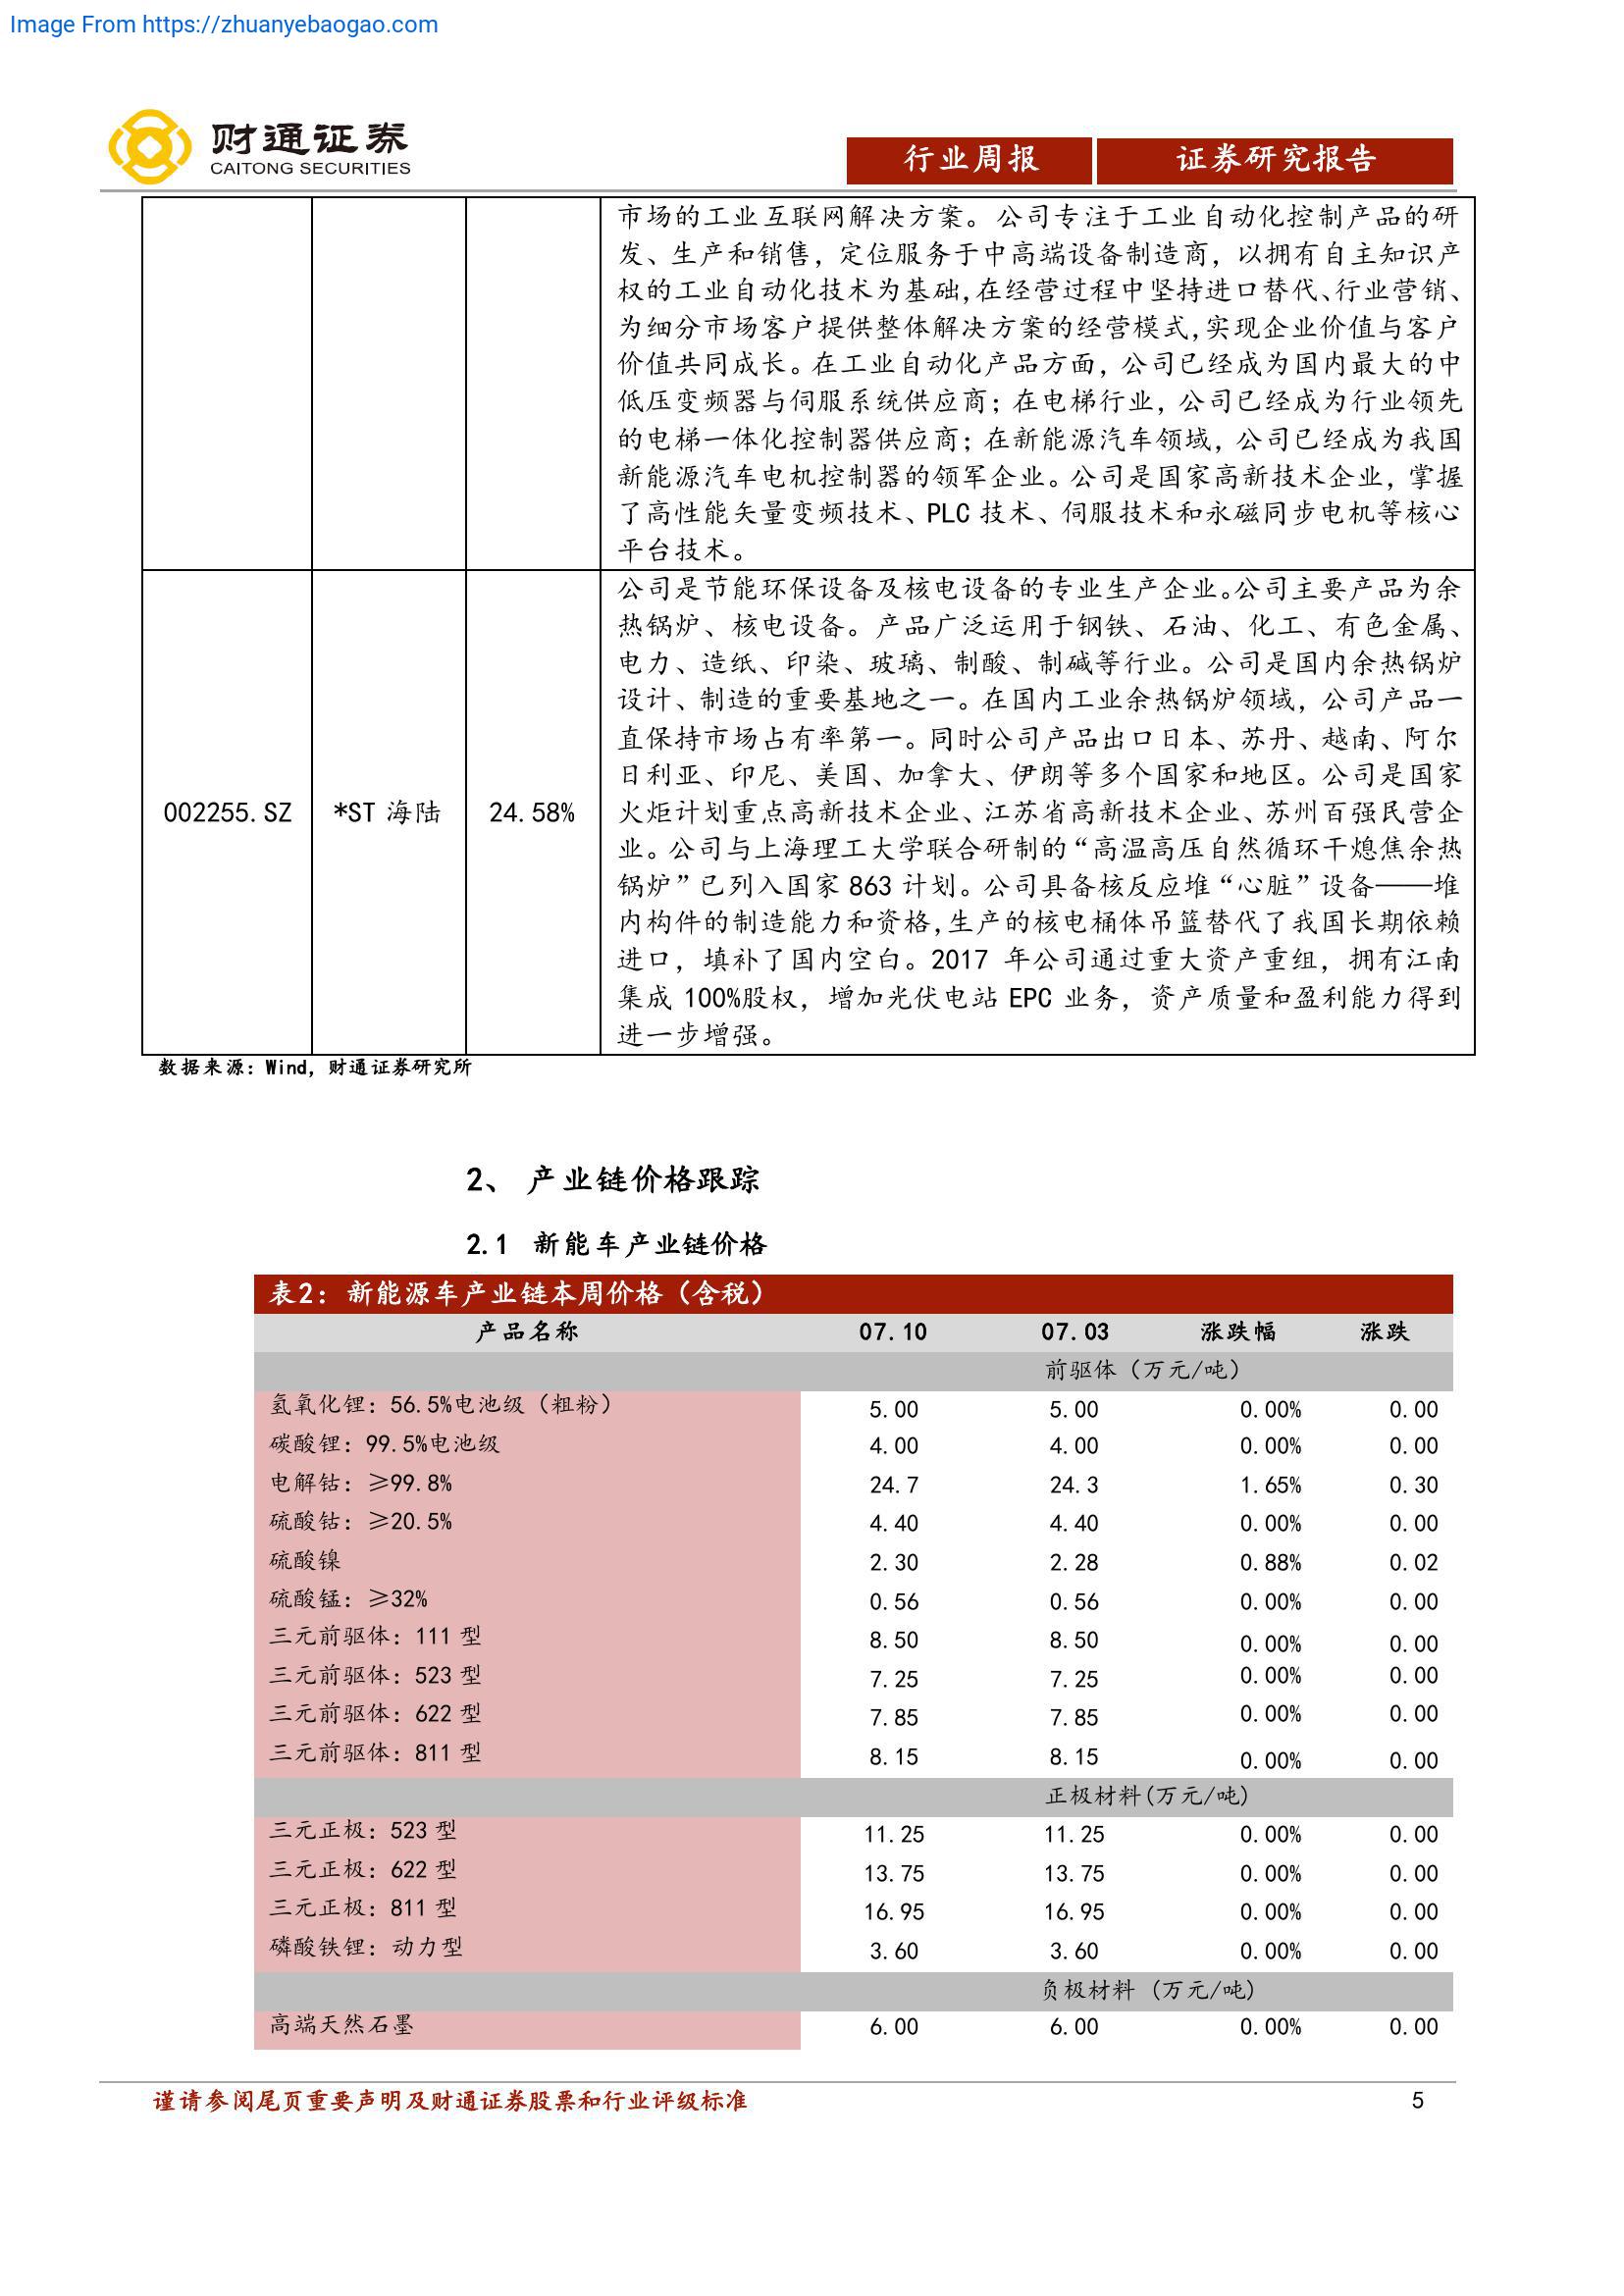 Image From https://zhuanyebaogao.com
财通证券
CAITONG SECURITIES
行业周报 证券研究报告
市场的工业互联网解决方案。公司专注于工业自动化控制产品的研
发、生产和销售，定位服务于中高端设备制造商，以拥有自主知识产
权的工业自动化技术为基础,在经营过程中坚持进口替代、行业营销、
为细分市场客户提供整体解决方案的经营模式,实现企业价值与客户
价值共同成长。在工业自动化产品方面，公司已经成为国内最大的中
低压变频器与伺服系统供应商；在电梯行业，公司已经成为行业领先
的电梯一体化控制器供应商；在新能源汽车领域，公司已经成为我国
新能源汽车电机控制器的领军企业。公司是国家高新技术企业，掌握
了高性能矢量变频技术、PLC 技术、伺服技术和永磁同步电机等核心
平台技术。
002255.SZ *ST 海陆 24.58%
公司是节能环保设备及核电设备的专业生产企业。公司主要产品为余
热锅炉、核电设备。产品广泛运用于钢铁、石油、化工、有色金属、
电力、造纸、印染、玻璃、制酸、制碱等行业。公司是国内余热锅炉
设计、制造的重要基地之一。在国内工业余热锅炉领域，公司产品一
直保持市场占有率第一。同时公司产品出口日本、苏丹、越南、阿尔
日利亚、印尼、美国、加拿大、伊朗等多个国家和地区。公司是国家
火炬计划重点高新技术企业、江苏省高新技术企业、苏州百强民营企
业。公司与上海理工大学联合研制的“高温高压自然循环干熄焦余热
锅炉”已列入国家 863 计划。公司具备核反应堆“心脏”设备——堆
内构件的制造能力和资格,生产的核电桶体吊篮替代了我国长期依赖
进口，填补了国内空白。2017 年公司通过重大资产重组，拥有江南
集成 100%股权，增加光伏电站 EPC 业务，资产质量和盈利能力得到
进一步增强。
数据来源：Wind，财通证券研究所
2、 产业链价格跟踪
2.1 新能车产业链价格
表2：新能源车产业链本周价格（含税）
产品名称 07.10 07.03 涨跌幅 涨跌
前驱体（万元/吨）
氢氧化锂：56.5%电池级（粗粉） 5.00 5.00 0.00% 0.00
碳酸锂：99.5%电池级 4.00 4.00 0.00% 0.00
电解钴：≥99.8% 24.7 24.3 1.65% 0.30
硫酸钴：≥20.5% 4.40 4.40 0.00% 0.00
硫酸镍 2.30 2.28 0.88% 0.02
硫酸锰：≥32% 0.56 0.56 0.00% 0.00
三元前驱体：111 型 8.50 8.50 0.00% 0.00
三元前驱体：523 型 7.25 7.25 0.00% 0.00
三元前驱体：622 型 7.85 7.85 0.00% 0.00
三元前驱体：811 型 8.15 8.15 0.00% 0.00
正极材料(万元/吨)
三元正极：523 型 11.25 11.25 0.00% 0.00
三元正极：622 型 13.75 13.75 0.00% 0.00
三元正极：811 型 16.95 16.95 0.00% 0.00
磷酸铁锂：动力型 3.60 3.60 0.00% 0.00
负极材料 (万元/吨)
高端天然石墨 6.00 6.00 0.00% 0.00
谨请参阅尾页重要声明及财通证券股票和行业评级标准 5